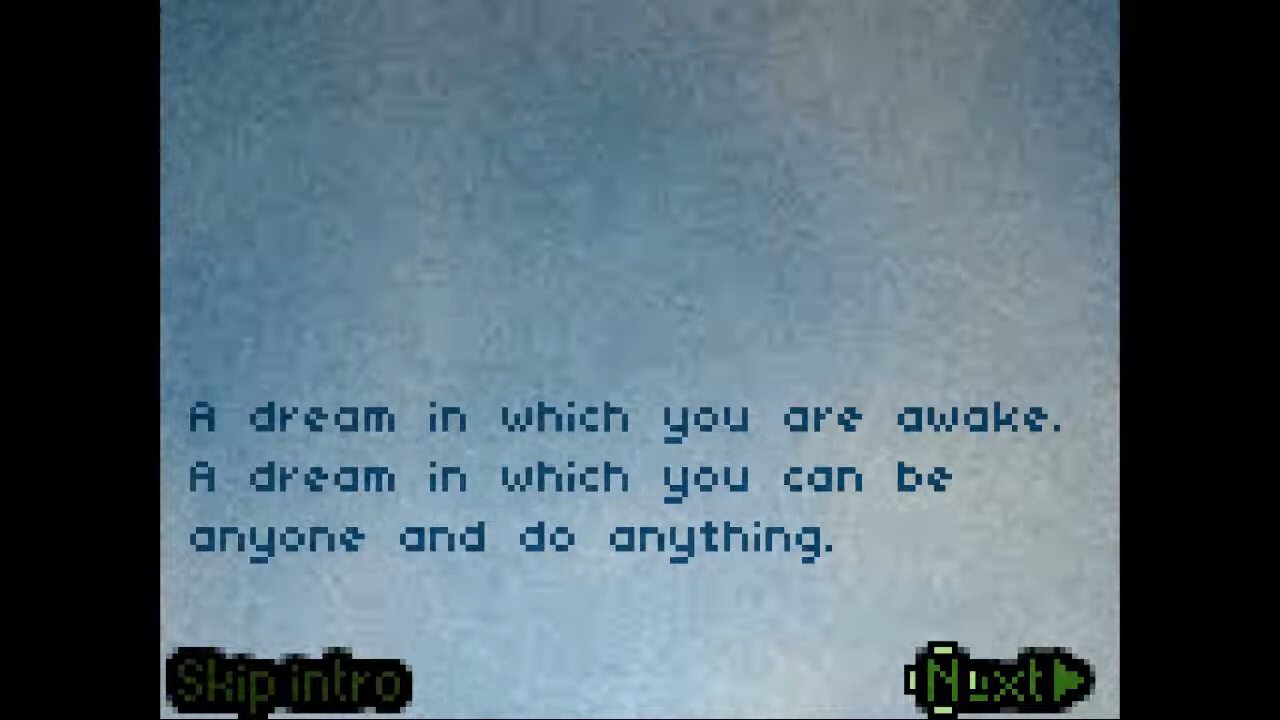 A dream in which you are awake.
A dream in which you can be
anyone and do anything.
Skip intro
Next